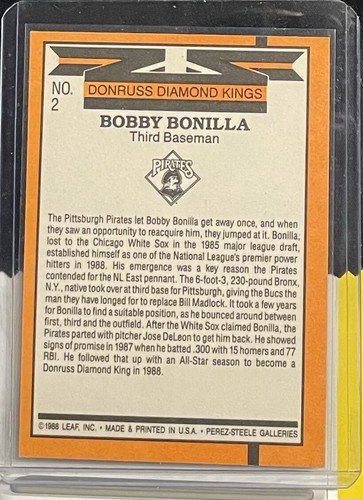 DONRUSS DIAMOND KINGS
NO.
2
BOBBY BONILLA
Third Baseman
PIRATES
The Pittsburgh Pirates let Bobby Bonilla get away once, and when
they saw an opportunity to reacquire him, they jumped at it. Bonilla,
lost to the Chicago White Sox in the 1985 major league draft,
established himself as one of the National League's premier power
hitters in 1988. His emergence was a key reason the Pirates
contended for the NL East pennant. The 6-foot-3, 230-pound Bronx,
N.Y., native took over at third base for Pittsburgh, giving the Bucs the
man they have longed for to replace Bill Madlock. It took a few years
for Bonilla to find a suitable position, as he bounced around between
first, third and the outfield. After the White Sox claimed Bonilla, the
Pirates parted with pitcher Jose DeLeon to get him back. He showed
signs of promise in 1987 when he batted .300 with 15 homers and 77
RBI. He followed that up with an All-Star season to become a
Donruss Diamond King in 1988.
©1988 LEAF, INC. • MADE & PRINTED IN U.S.A. • PEREZ-STEELE GALLERIES